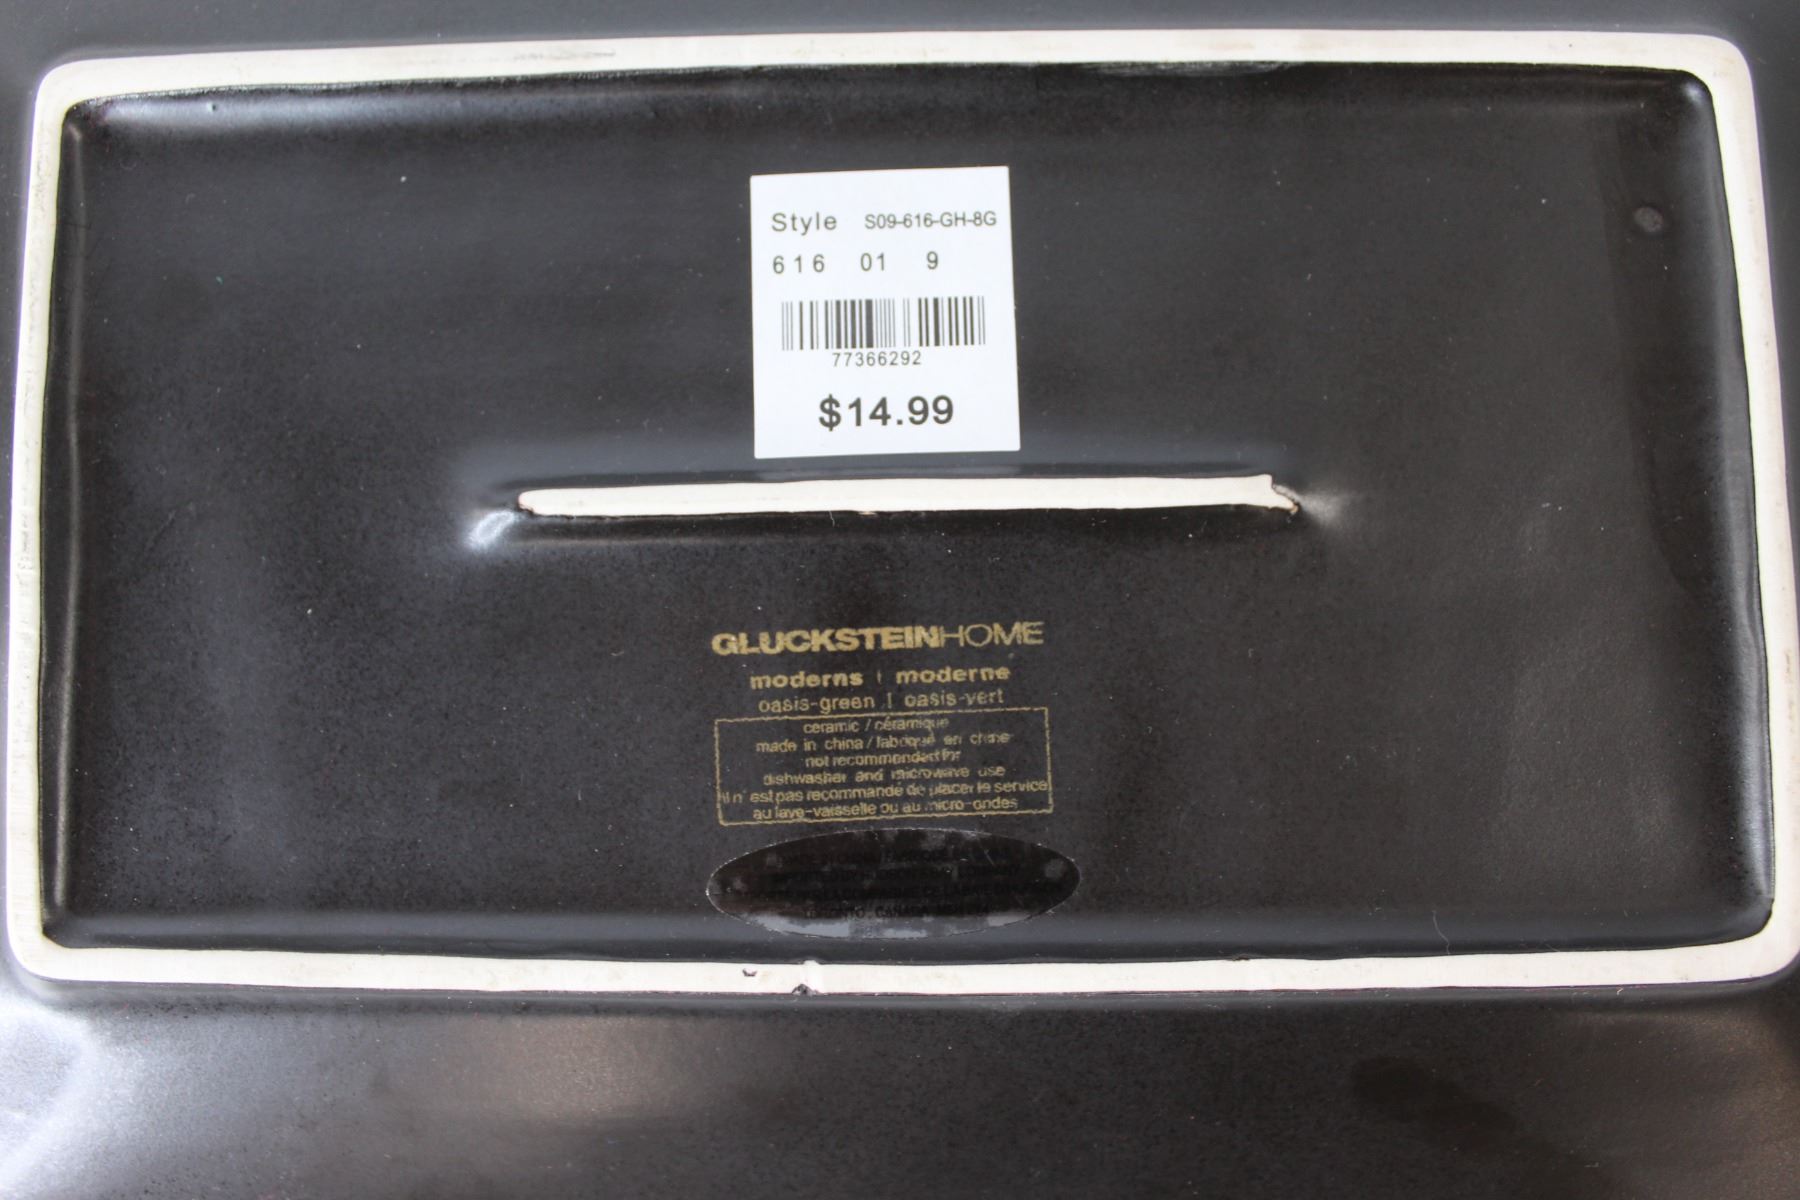 Style S09-616-GH-8G
616 01 9
77366292
$14.99
GLUCKSTEINHOME
moderns | moderne
oasis-green | oasis-vert
ceramic / céramique
made in china / fabriqué en chine
not recommended for
dishwasher and microwave use
il n'est pas recommandé de placer le service
au lave-vaisselle ou au micro-ondes
TORONTO, CANADA